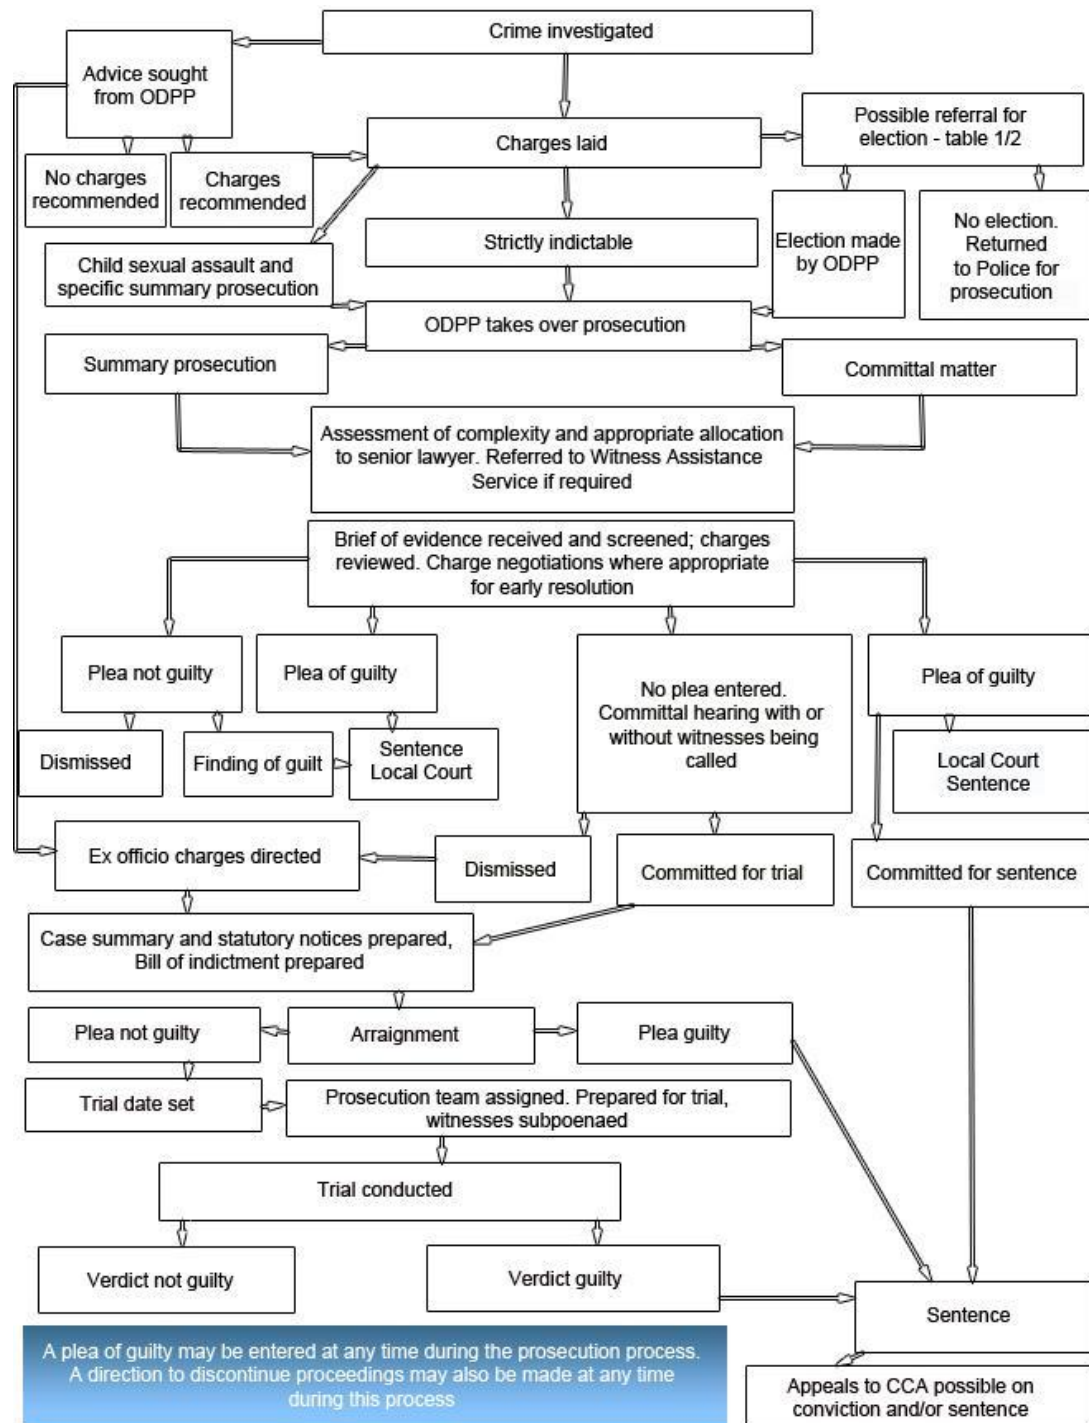 Crime investigated
Advice sought
from ODPP
Possible referral for
election - table 1/2
Charges laid
No charges
recommended
Charges
recommended
Strictly indictable
Election made
by ODPP
No election.
Returned
to Police for
prosecution
Child sexual assault and
specific summary prosecution
ODPP takes over prosecution
Summary prosecution
Committal matter
Assessment of complexity and appropriate allocation
to senior lawyer. Referred to Witness Assistance
Service if required
Brief of evidence received and screened; charges
reviewed. Charge negotiations where appropriate
for early resolution
Plea not guilty
Plea of guilty
No plea entered.
Committal hearing with or
without witnesses being
called
Plea of guilty
Dismissed
Finding of guilt
Sentence
Local Court
Local Court
Sentence
Ex officio charges directed
Dismissed
Committed for trial
Committed for sentence
Case summary and statutory notices prepared,
Bill of indictment prepared
Plea not guilty
Arraignment
Plea guilty
Trial date set
Prosecution team assigned. Prepared for trial,
witnesses subpoenaed
Trial conducted
Verdict not guilty
Verdict guilty
Sentence
A plea of guilty may be entered at any time during the prosecution process.
A direction to discontinue proceedings may also be made at any time
during this process
Appeals to CCA possible on
conviction and/or sentence